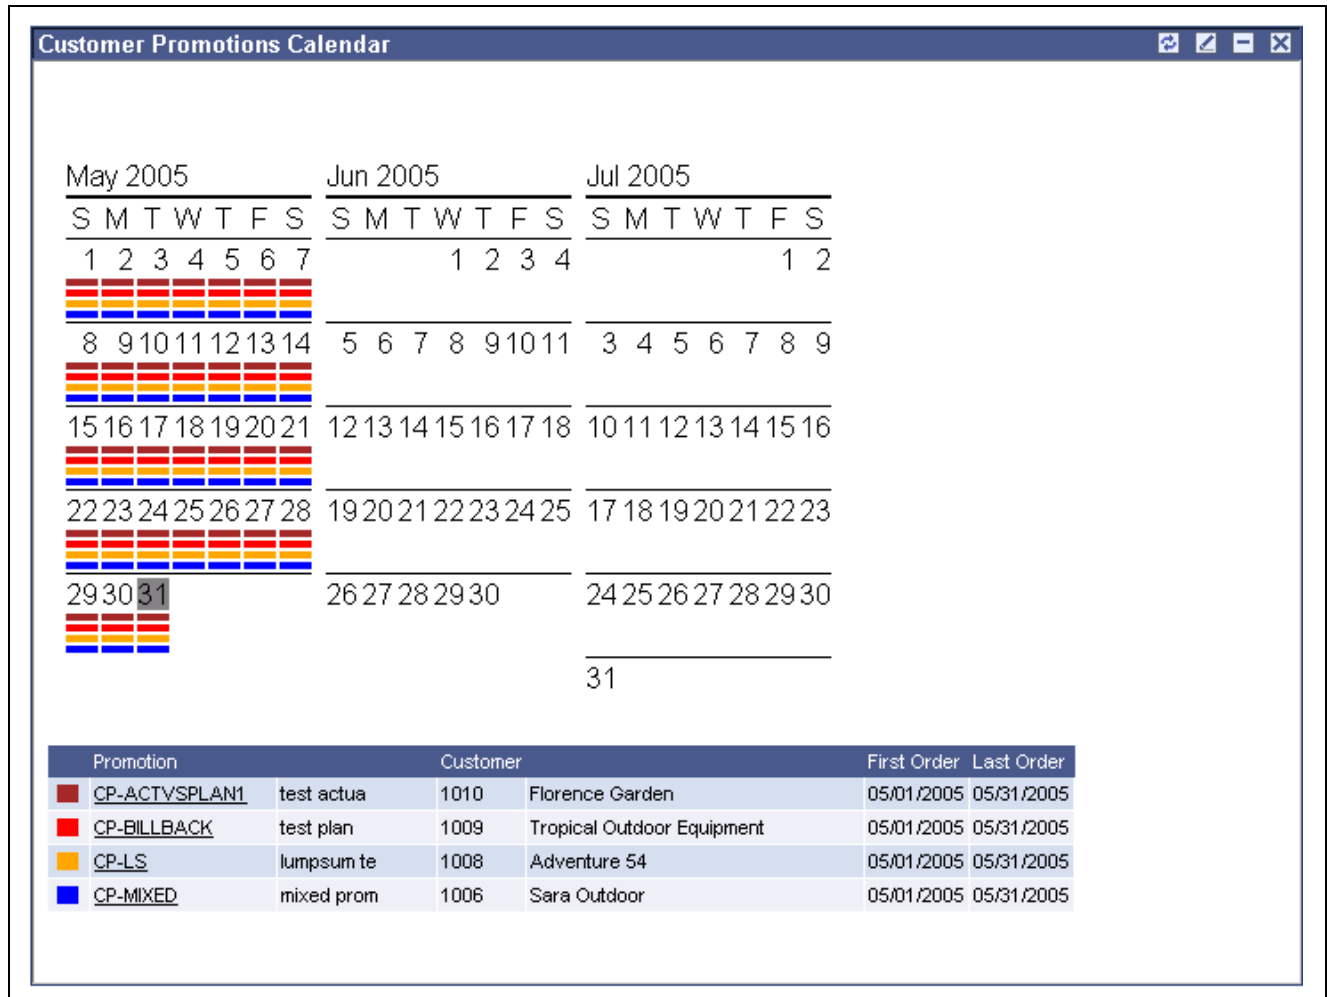 Customer Promotions Calendar
May 2005 Jun 2005 Jul 2005
S M T W T F S S M T W T F S S M T W T F S
1 2 3 4 5 6 7 1 2 3 4 1 2
8 9 10 11 12 13 14 5 6 7 8 9 10 11 3 4 5 6 7 8 9
15 16 17 18 19 20 21 12 13 14 15 16 17 18 10 11 12 13 14 15 16
22 23 24 25 26 27 28 19 20 21 22 23 24 25 17 18 19 20 21 22 23
29 30 31 26 27 28 29 30 24 25 26 27 28 29 30
31
Promotion Customer First Order Last Order
CP-ACTVSPLAN1 test actua 1010 Florence Garden 05/01/2005 05/31/2005
CP-BILLBACK test plan 1009 Tropical Outdoor Equipment 05/01/2005 05/31/2005
CP-LS lumpsum te 1008 Adventure 54 05/01/2005 05/31/2005
CP-MIXED mixed prom 1006 Sara Outdoor 05/01/2005 05/31/2005